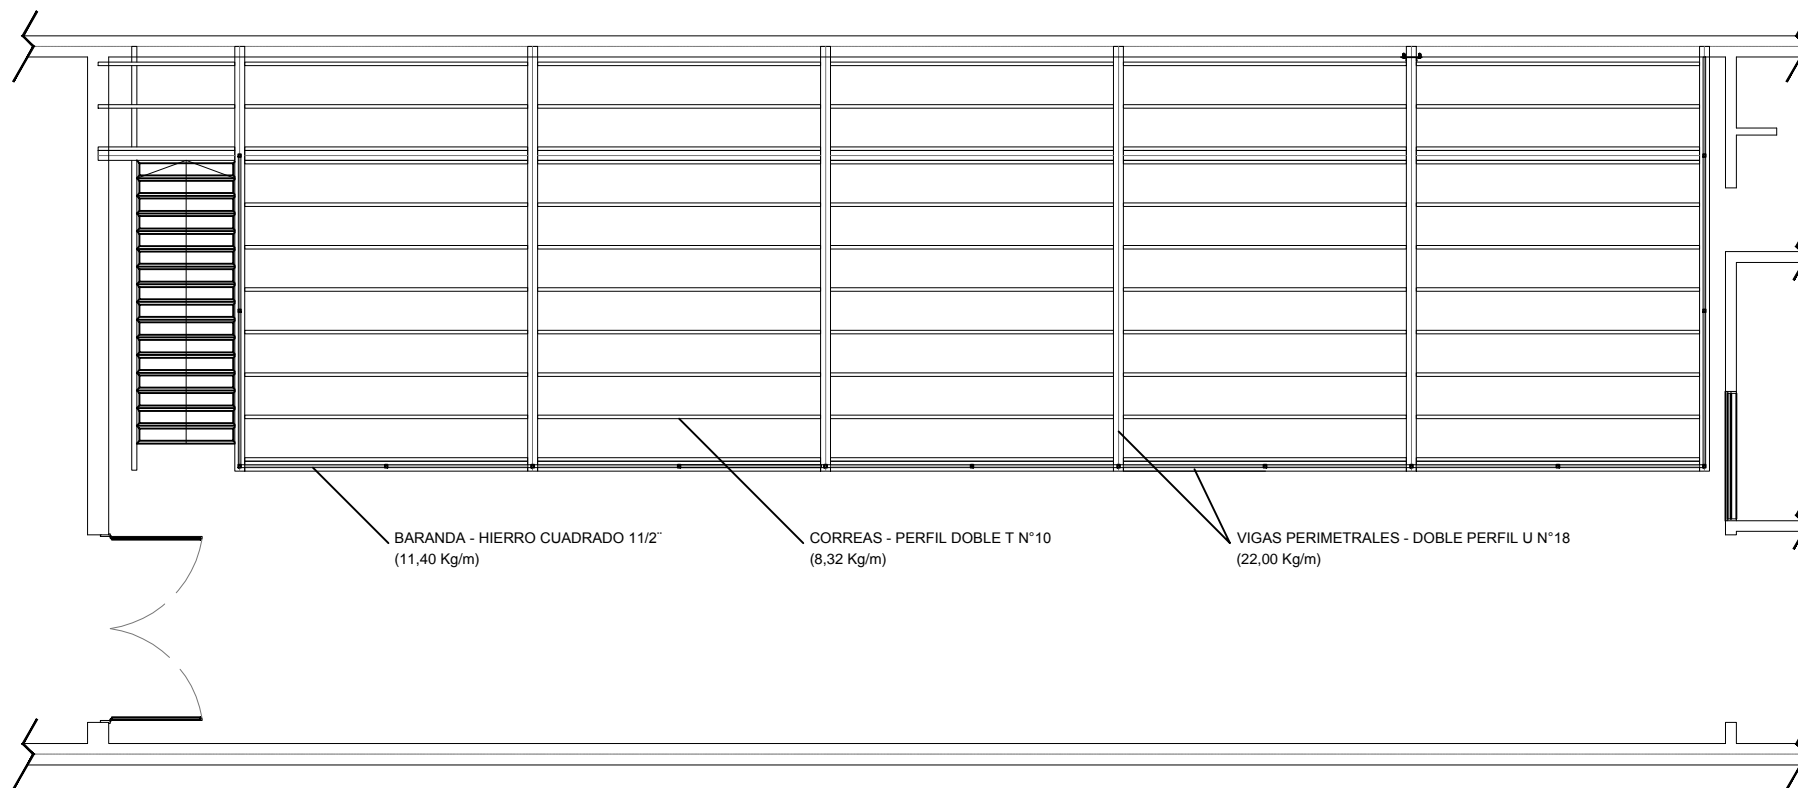 BARANDA - HIERRO CUADRADO 11/2¨
(11,40 Kg/m)
CORREAS - PERFIL DOBLE T N°10
(8,32 Kg/m)
VIGAS PERIMETRALES - DOBLE PERFIL U N°18
(22,00 Kg/m)